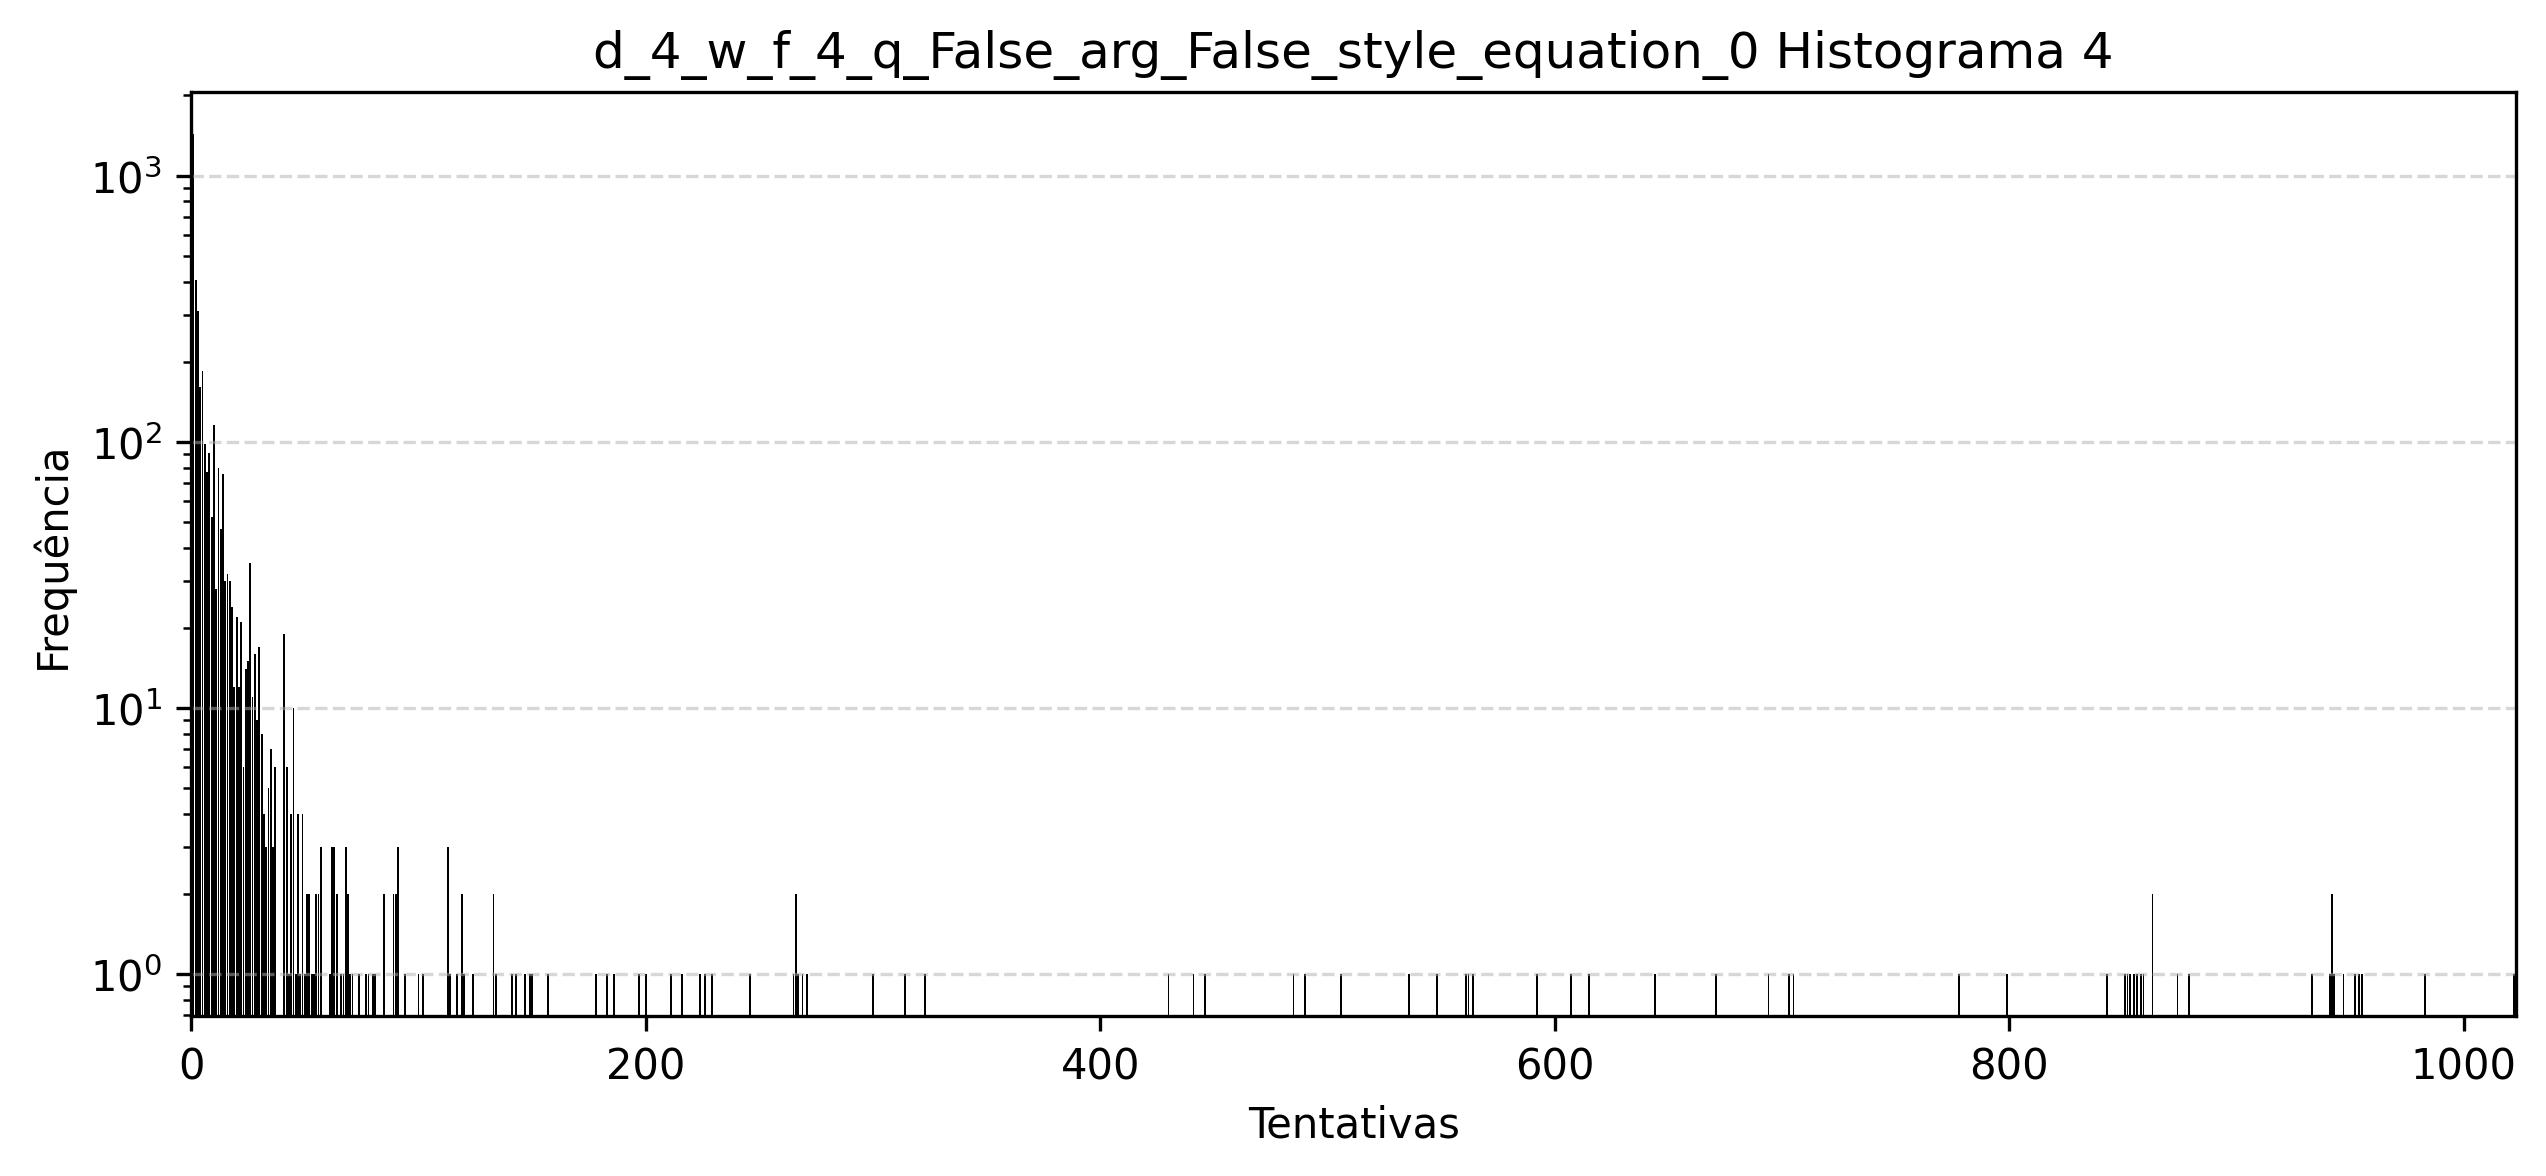 d_4_w_f_4_q_False_arg_False_style_equation_0 Histograma 4
10³
10²
10¹
10⁰
Frequência
0 200 400 600 800 1000
Tentativas